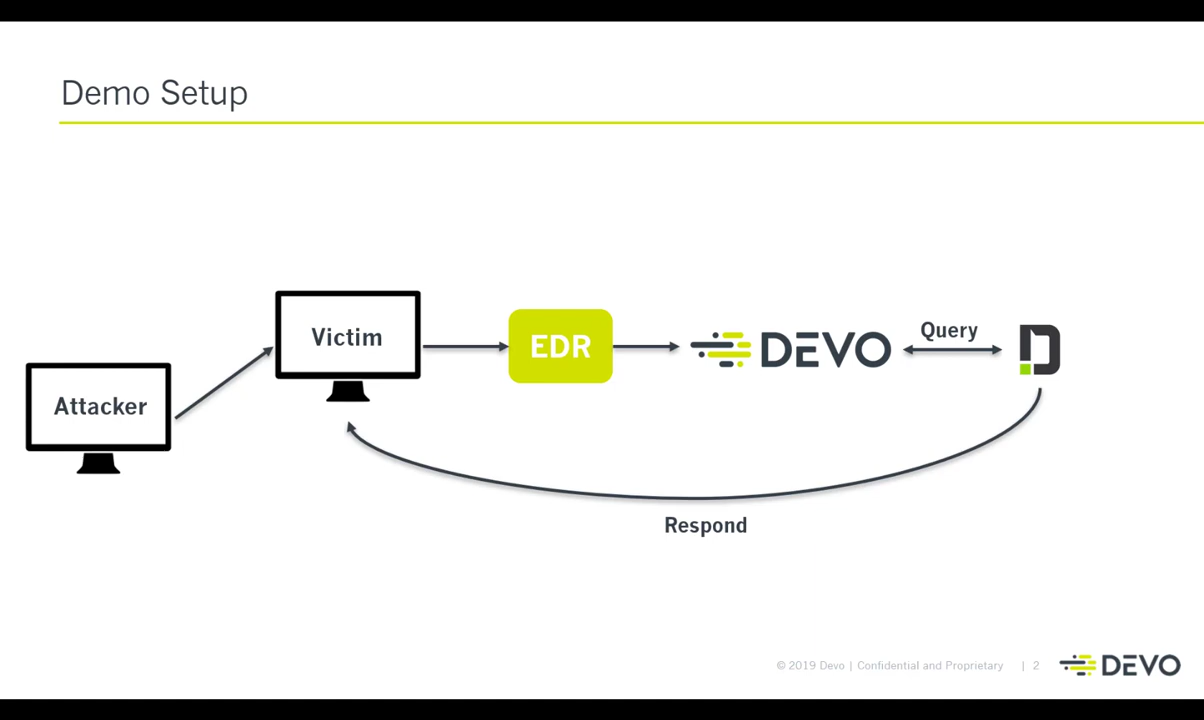 Demo Setup
Attacker
Victim
EDR
DEVO
Query
D
Respond
© 2019 Devo | Confidential and Proprietary | 2
DEVO